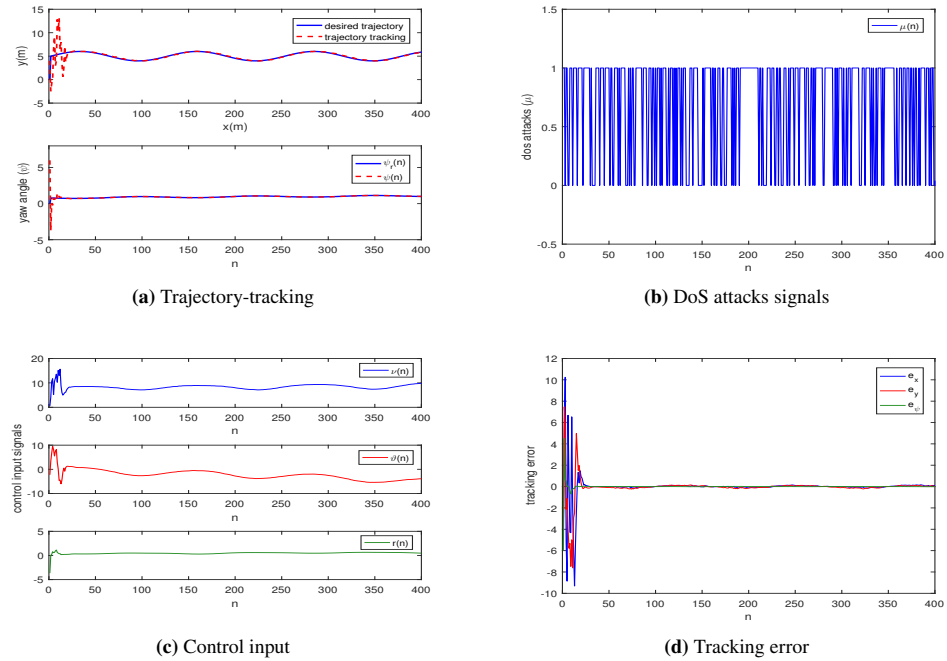 15
10
5
0
-5
y(m)
desired trajectory
trajectory tracking
0 50 100 150 200 250 300 350 400
x(m)
5
0
-5
yaw angle (ψ)
ψr(n)
ψ(n)
0 50 100 150 200 250 300 350 400
n
(a) Trajectory-tracking
1.5
1
0.5
0
-0.5
dos attacks (μ)
μ(n)
0 50 100 150 200 250 300 350 400
n
(b) DoS attacks signals
20
10
0
ν(n)
0 50 100 150 200 250 300 350 400
n
control input signals
10
0
-10
∂(n)
0 50 100 150 200 250 300 350 400
n
5
0
-5
r(n)
0 50 100 150 200 250 300 350 400
n
(c) Control input
12
10
8
6
4
2
0
-2
-4
-6
-8
-10
tracking error
ex
ey
eψ
0 50 100 150 200 250 300 350 400
n
(d) Tracking error